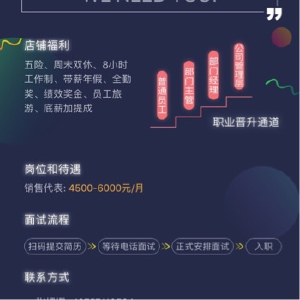 WE NEED YOU!
店铺福利
五险、周末双休、8小时
工作制、带薪年假、全勤
奖、绩效奖金、员工旅
游、底薪加提成
普通员工
部门主管
部门经理
公司管理层
职业晋升通道
岗位和待遇
销售代表: 4500-6000元/月
面试流程
扫码提交简历
等待电话面试
正式安排面试
入职
联系方式